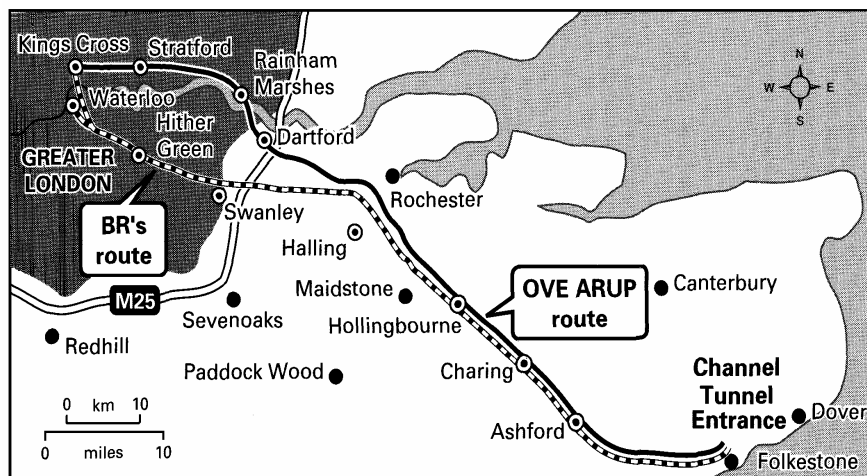 Kings Cross
Stratford
Rainham
Marshes
N
W E
S
Waterloo
Hither
Green
Dartford
GREATER
LONDON
Rochester
BR's
route
Swanley
Halling
M25
Maidstone
OVE ARUP
route
Canterbury
Sevenoaks
Hollingbourne
Redhill
Paddock Wood
Charing
Channel
Tunnel
Entrance
Dover
0 km 10
0 miles 10
Ashford
Folkestone